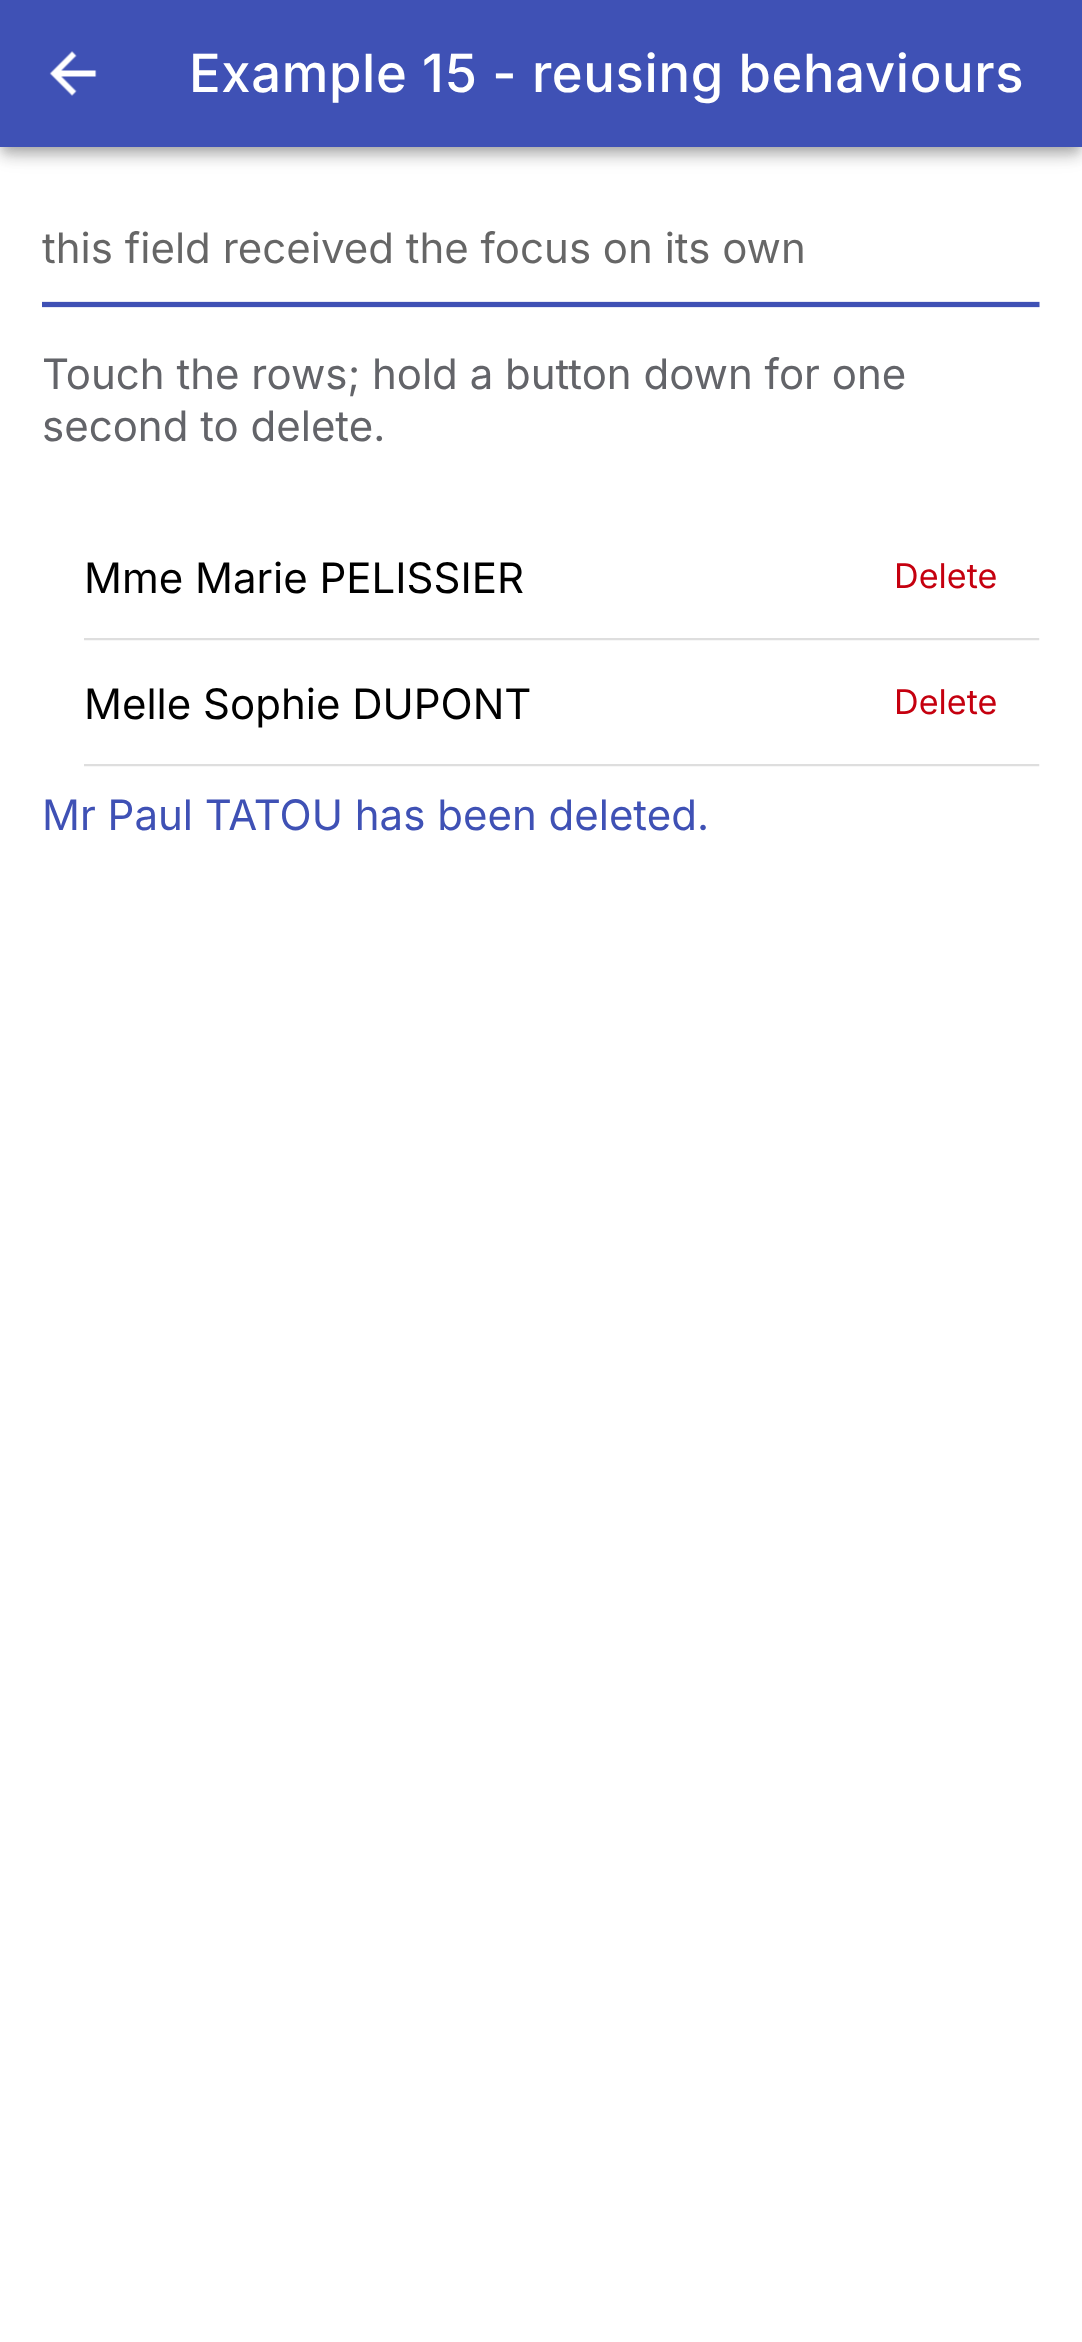 Example 15 - reusing behaviours
this field received the focus on its own
Touch the rows; hold a button down for one
second to delete.
Mme Marie PELISSIER Delete
Melle Sophie DUPONT Delete
Mr Paul TATOU has been deleted.